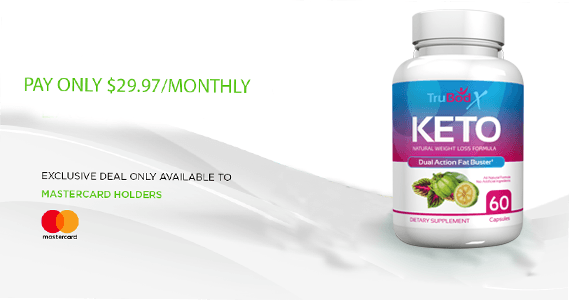 PAY ONLY $29.97/MONTHLY
EXCLUSIVE DEAL ONLY AVAILABLE TO
MASTERCARD HOLDERS
mastercard
TruBodX
KETO
NATURAL WEIGHT LOSS FORMULA
Dual Action Fat Buster
60
Capsules
DIETARY SUPPLEMENT